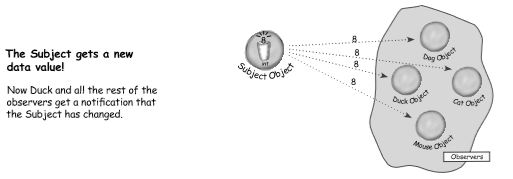 The Subject gets a new
data value!
Now Duck and all the rest of the
observers get a notification that
the Subject has changed.
8
int
Subject Object
8
8
8
8
Dog Object
Duck Object
Cat Object
Mouse Object
Observers